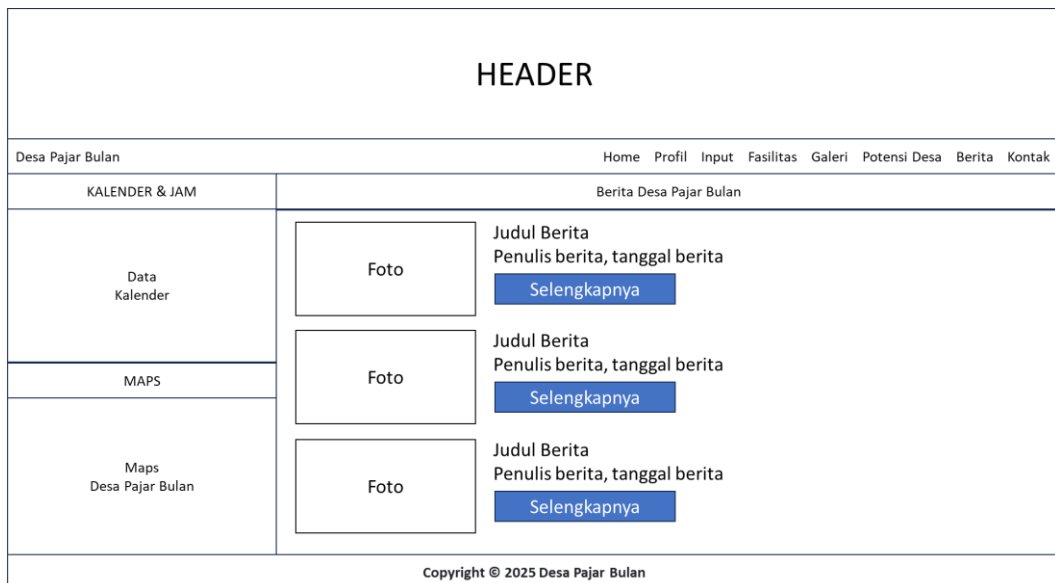 HEADER
Desa Pajar Bulan
Home Profil Input Fasilitas Galeri Potensi Desa Berita Kontak
KALENDER & JAM
Data
Kalender
MAPS
Maps
Desa Pajar Bulan
Berita Desa Pajar Bulan
Foto
Judul Berita
Penulis berita, tanggal berita
Selengkapnya
Foto
Judul Berita
Penulis berita, tanggal berita
Selengkapnya
Foto
Judul Berita
Penulis berita, tanggal berita
Selengkapnya
Copyright © 2025 Desa Pajar Bulan